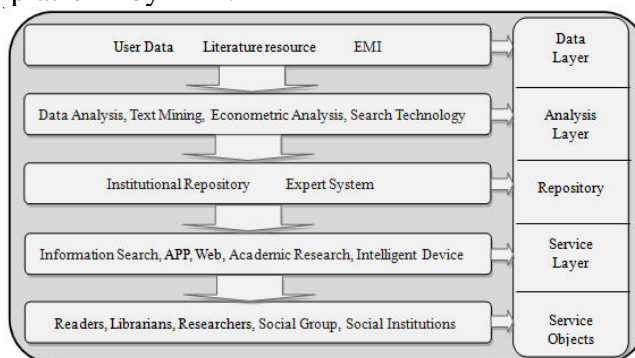 User Data Literature resource EMI
Data
Layer
Data Analysis, Text Mining, Econometric Analysis, Search Technology
Analysis
Layer
Institutional Repository Expert System
Repository
Information Search, APP, Web, Academic Research, Intelligent Device
Service
Layer
Readers, Librarians, Researchers, Social Group, Social Institutions
Service
Objects